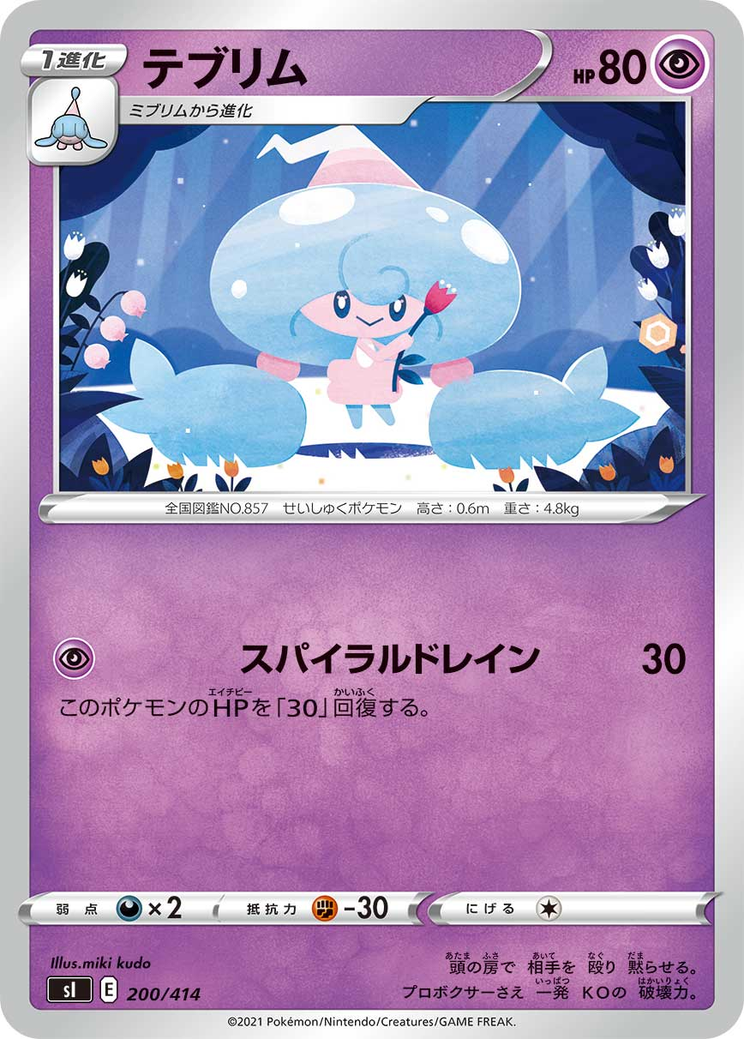 1進化 テブリム HP80
ミブリムから進化
全国図鑑NO.857 せいしゅくポケモン 高さ:0.6m 重さ:4.8kg
スパイラルドレイン 30
エイチピー かいふく
このポケモンのHPを「30」回復する。
弱点 ×2 抵抗力 -30 にげる
Illus.miki kudo
あたま ふさ あいて なぐ だま
頭の房で 相手を 殴り 黙らせる。
いっぱつ はかいりょく
プロボクサーさえ 一発 KOの 破壊力。
sI E 200/414
©2021 Pokémon/Nintendo/Creatures/GAME FREAK.